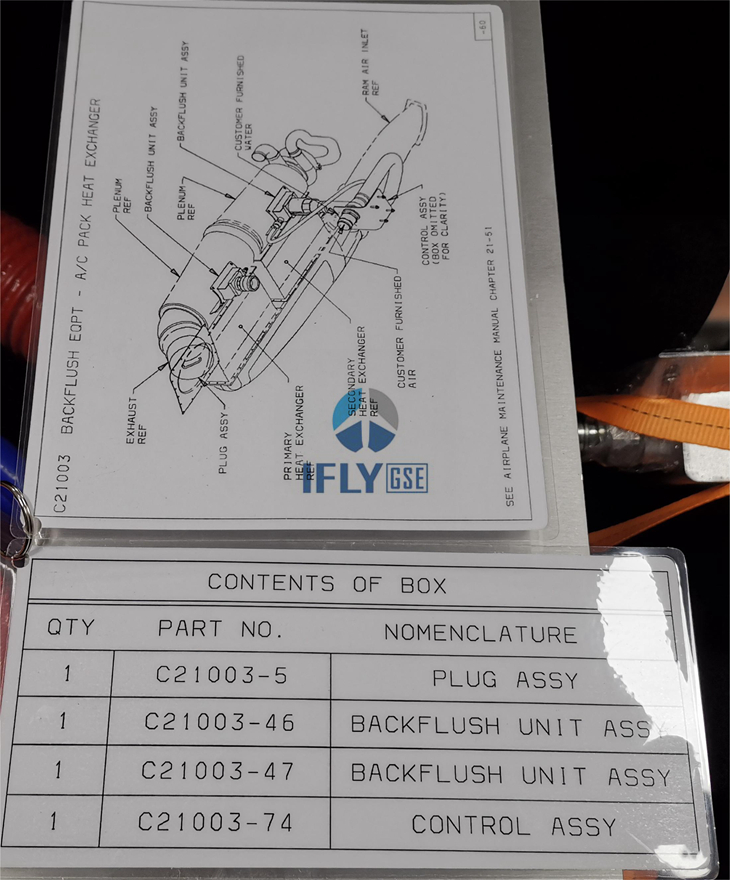 C21003 BACKFLUSH EQPT - A/C PACK HEAT EXCHANGER
-50
EXHAUST
REF
PLENUM
REF
BACKFLUSH UNIT ASSY
PLENUM
REF
BACKFLUSH UNIT ASSY
CUSTOMER FURNISHED
WATER
RAM AIR INLET
REF
PLUG ASSY
PRIMARY
HEAT EXCHANGER
REF
SECONDARY
HEAT EXCHANGER
REF
CUSTOMER FURNISHED
AIR
CONTROL ASSY
(BOX OMITTED
FOR CLARITY)
SEE AIRPLANE MAINTENANCE MANUAL CHAPTER 21-51
IFLY GSE
CONTENTS OF BOX
QTY PART NO. NOMENCLATURE
1 C21003-5 PLUG ASSY
1 C21003-46 BACKFLUSH UNIT ASSY
1 C21003-47 BACKFLUSH UNIT ASSY
1 C21003-74 CONTROL ASSY